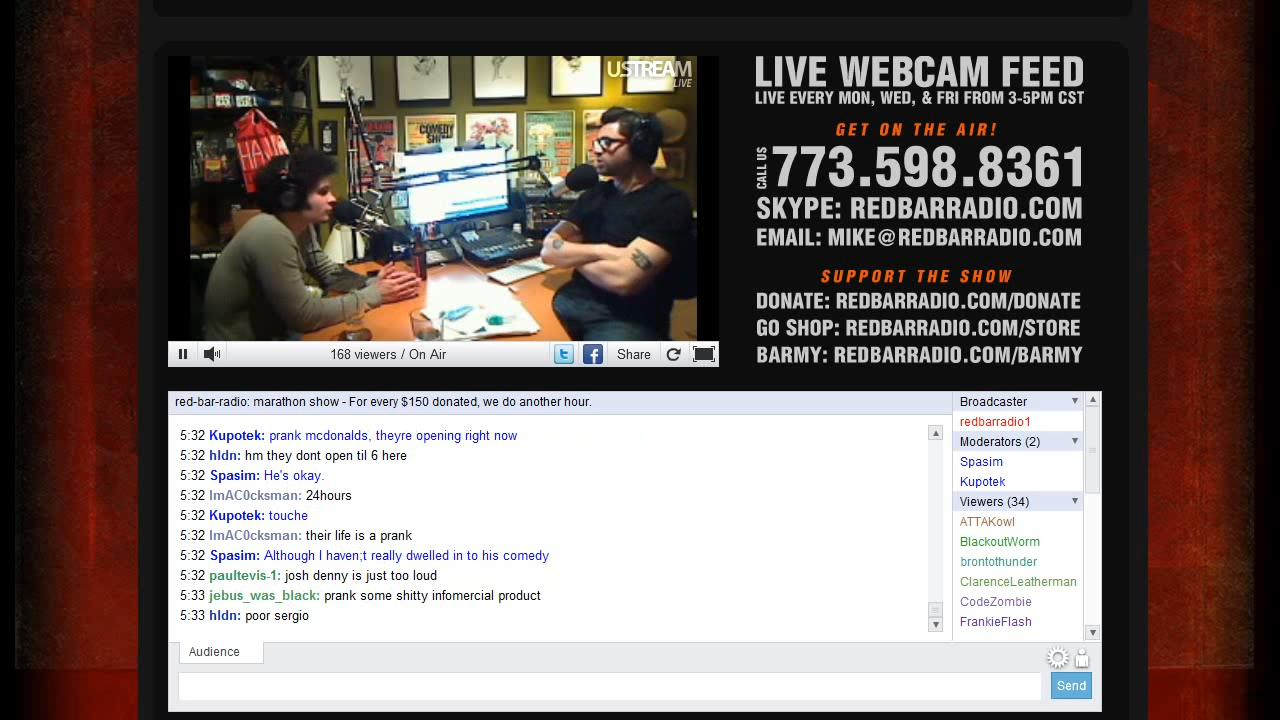 USTREAM
LIVE
HAM
COMEDY
SHOW
168 viewers / On Air
Share
LIVE WEBCAM FEED
LIVE EVERY MON, WED, & FRI FROM 3-5PM CST
GET ON THE AIR!
CALL US 773.598.8361
SKYPE: REDBARRADIO.COM
EMAIL: MIKE@REDBARRADIO.COM
SUPPORT THE SHOW
DONATE: REDBARRADIO.COM/DONATE
GO SHOP: REDBARRADIO.COM/STORE
BARMY: REDBARRADIO.COM/BARMY
red-bar-radio: marathon show - For every $150 donated, we do another hour.
5:32 Kupotek: prank mcdonalds, theyre opening right now
5:32 hldn: hm they dont open til 6 here
5:32 Spasim: He's okay.
5:32 ImAC0cksman: 24hours
5:32 Kupotek: touche
5:32 ImAC0cksman: their life is a prank
5:32 Spasim: Although I haven;t really dwelled in to his comedy
5:32 paultevis-1: josh denny is just too loud
5:33 jebus_was_black: prank some shitty infomercial product
5:33 hldn: poor sergio
Broadcaster
redbarradio1
Moderators (2)
Spasim
Kupotek
Viewers (34)
ATTAKowl
BlackoutWorm
brontothunder
ClarenceLeatherman
CodeZombie
FrankieFlash
Audience
Send